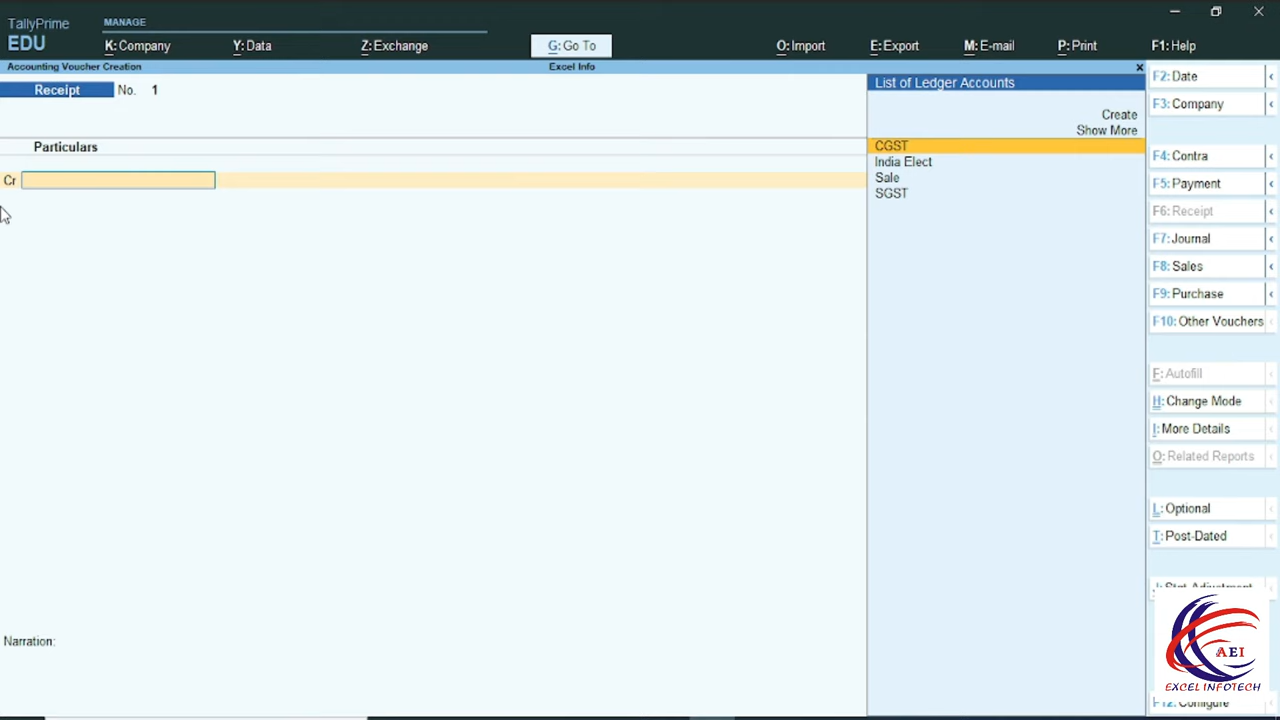 TallyPrime
EDU
MANAGE
K: Company
Y: Data
Z: Exchange
G: Go To
O: Import
E: Export
M: E-mail
P: Print
F1: Help
Accounting Voucher Creation
Excel Info
Receipt No. 1
Particulars
Cr
Narration:
List of Ledger Accounts
Create
Show More
CGST
India Elect
Sale
SGST
F2: Date
F3: Company
F4: Contra
F5: Payment
F6: Receipt
F7: Journal
F8: Sales
F9: Purchase
F10: Other Vouchers
F: Autofill
H: Change Mode
I: More Details
O: Related Reports
L: Optional
T: Post-Dated
AEI
EXCEL INFOTECH
F12: Configure